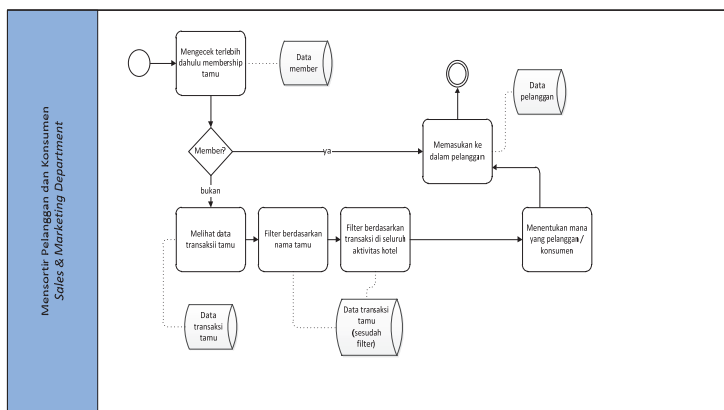 Mensortir Pelanggan dan Konsumen
Sales & Marketing Department
Mengecek terlebih
dahulu membership
tamu
Data
member
Data
pelanggan
Member?
ya
Memasukan ke
dalam pelanggan
bukan
Melihat data
transaksii tamu
Filter berdasarkan
nama tamu
Filter berdasarkan
transaksi di seluruh
aktivitas hotel
Menentukan mana
yang pelanggan /
konsumen
Data
transaksi
tamu
Data transaksi
tamu
(sesudah
filter)